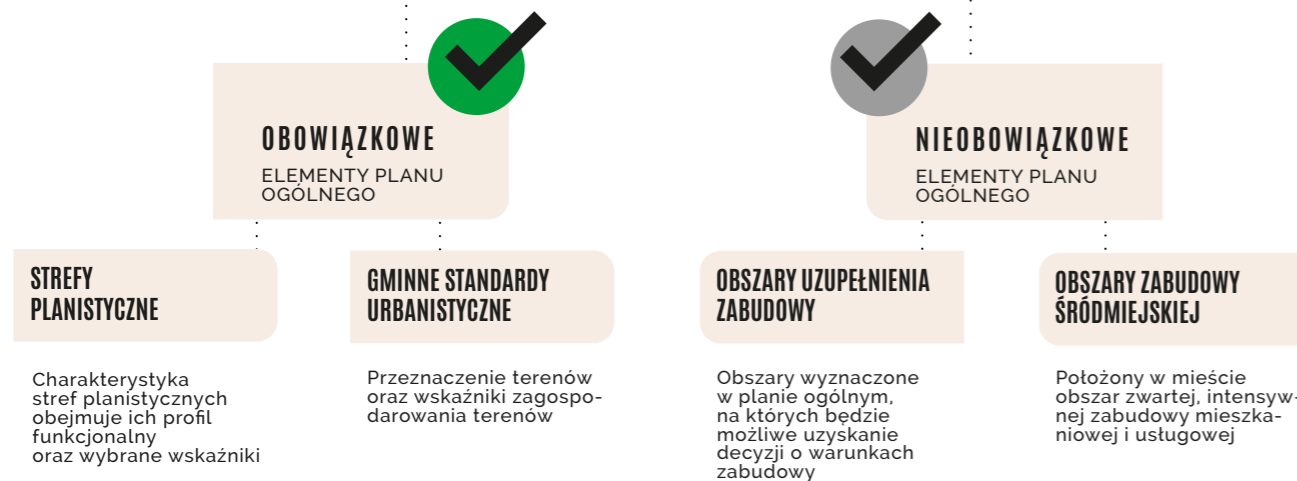 OBOWIĄZKOWE
ELEMENTY PLANU
OGÓLNEGO
NIEOBOWIĄZKOWE
ELEMENTY PLANU
OGÓLNEGO
STREFY
PLANISTYCZNE
Charakterystyka
stref planistycznych
obejmuje ich profil
funkcjonalny
oraz wybrane wskaźniki
GMINNE STANDARDY
URBANISTYCZNE
Przeznaczenie terenów
oraz wskaźniki zagospo-
darowania terenów
OBSZARY UZUPEŁNIENIA
ZABUDOWY
Obszary wyznaczone
w planie ogólnym,
na których będzie
możliwe uzyskanie
decyzji o warunkach
zabudowy
OBSZARY ZABUDOWY
ŚRÓDMIEJSKIEJ
Położony w mieście
obszar zwartej, intensyw-
nej zabudowy mieszka-
niowej i usługowej